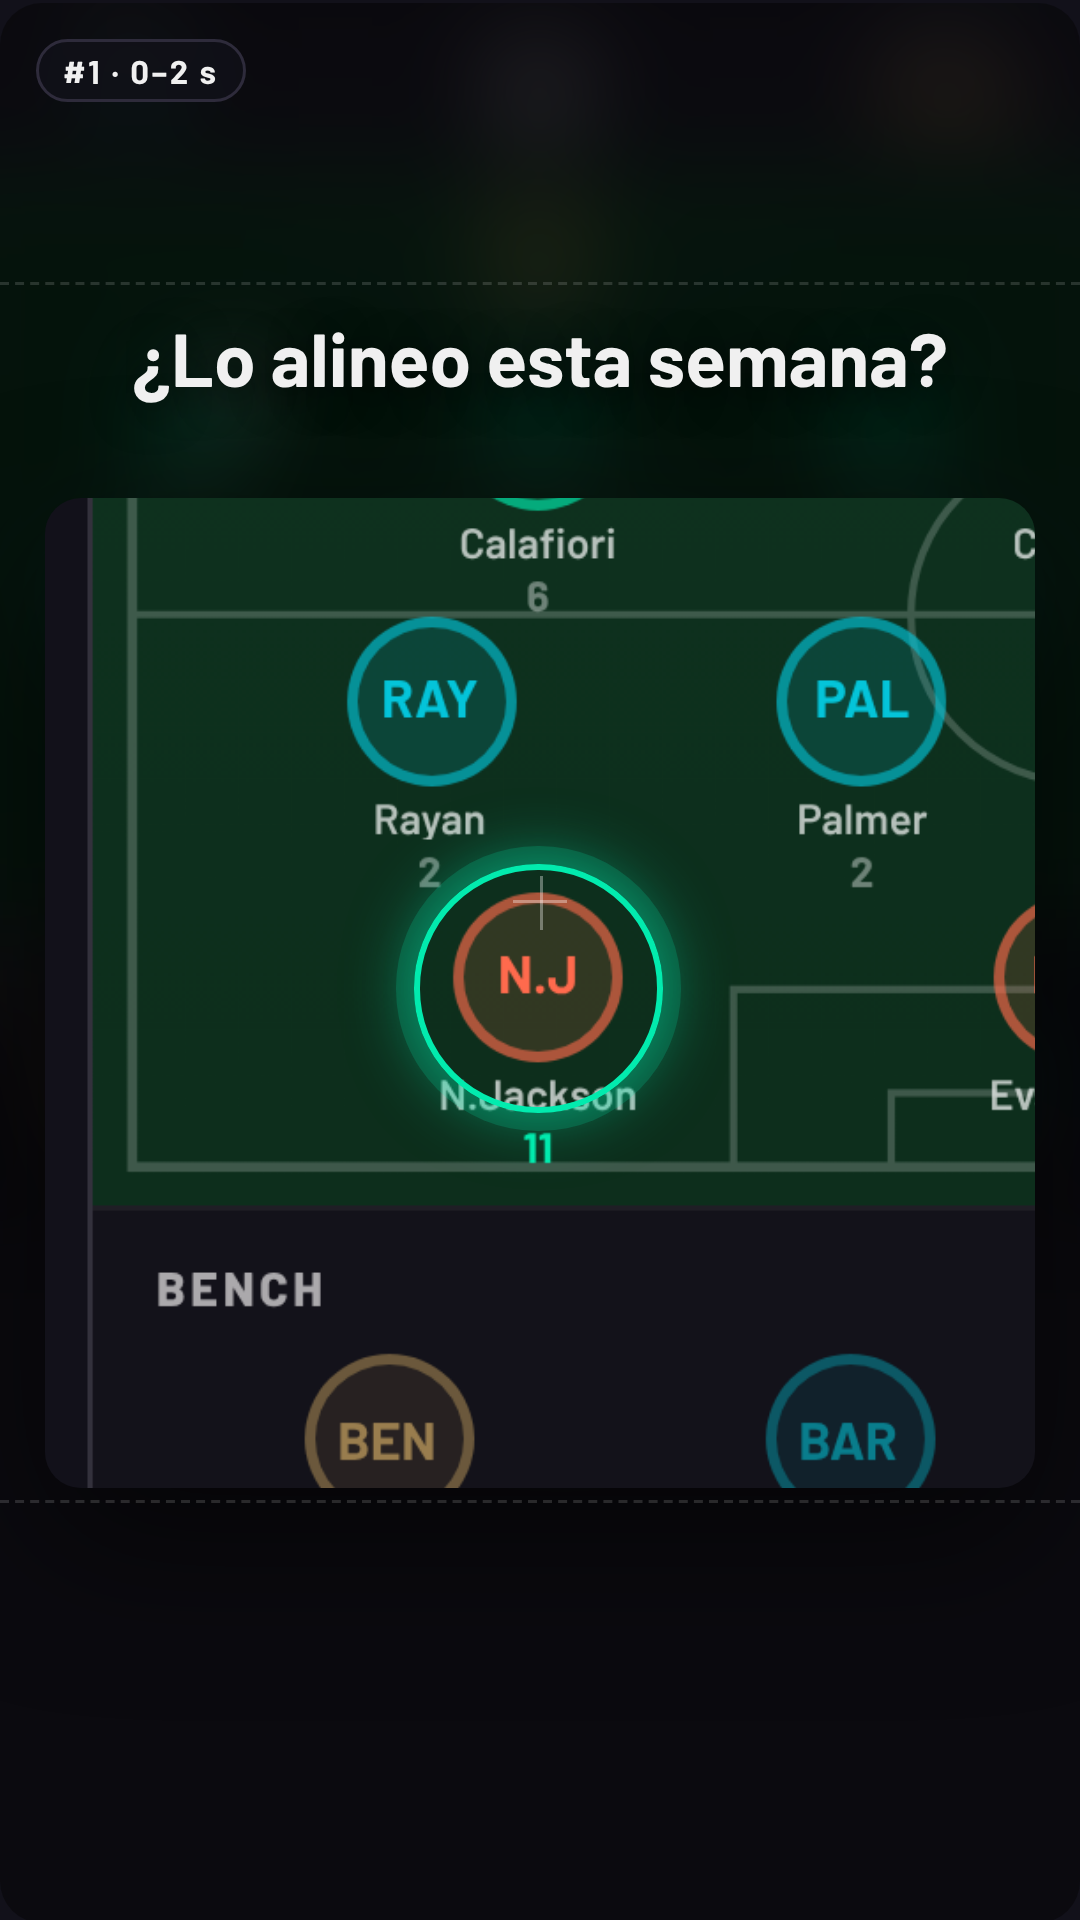 #1 · 0–2 s
¿Lo alineo esta semana?
Calafiori
6
C
RAY
PAL
Rayan
Palmer
2
2
N.J
N.Jackson
Ev
11
BENCH
BEN
BAR